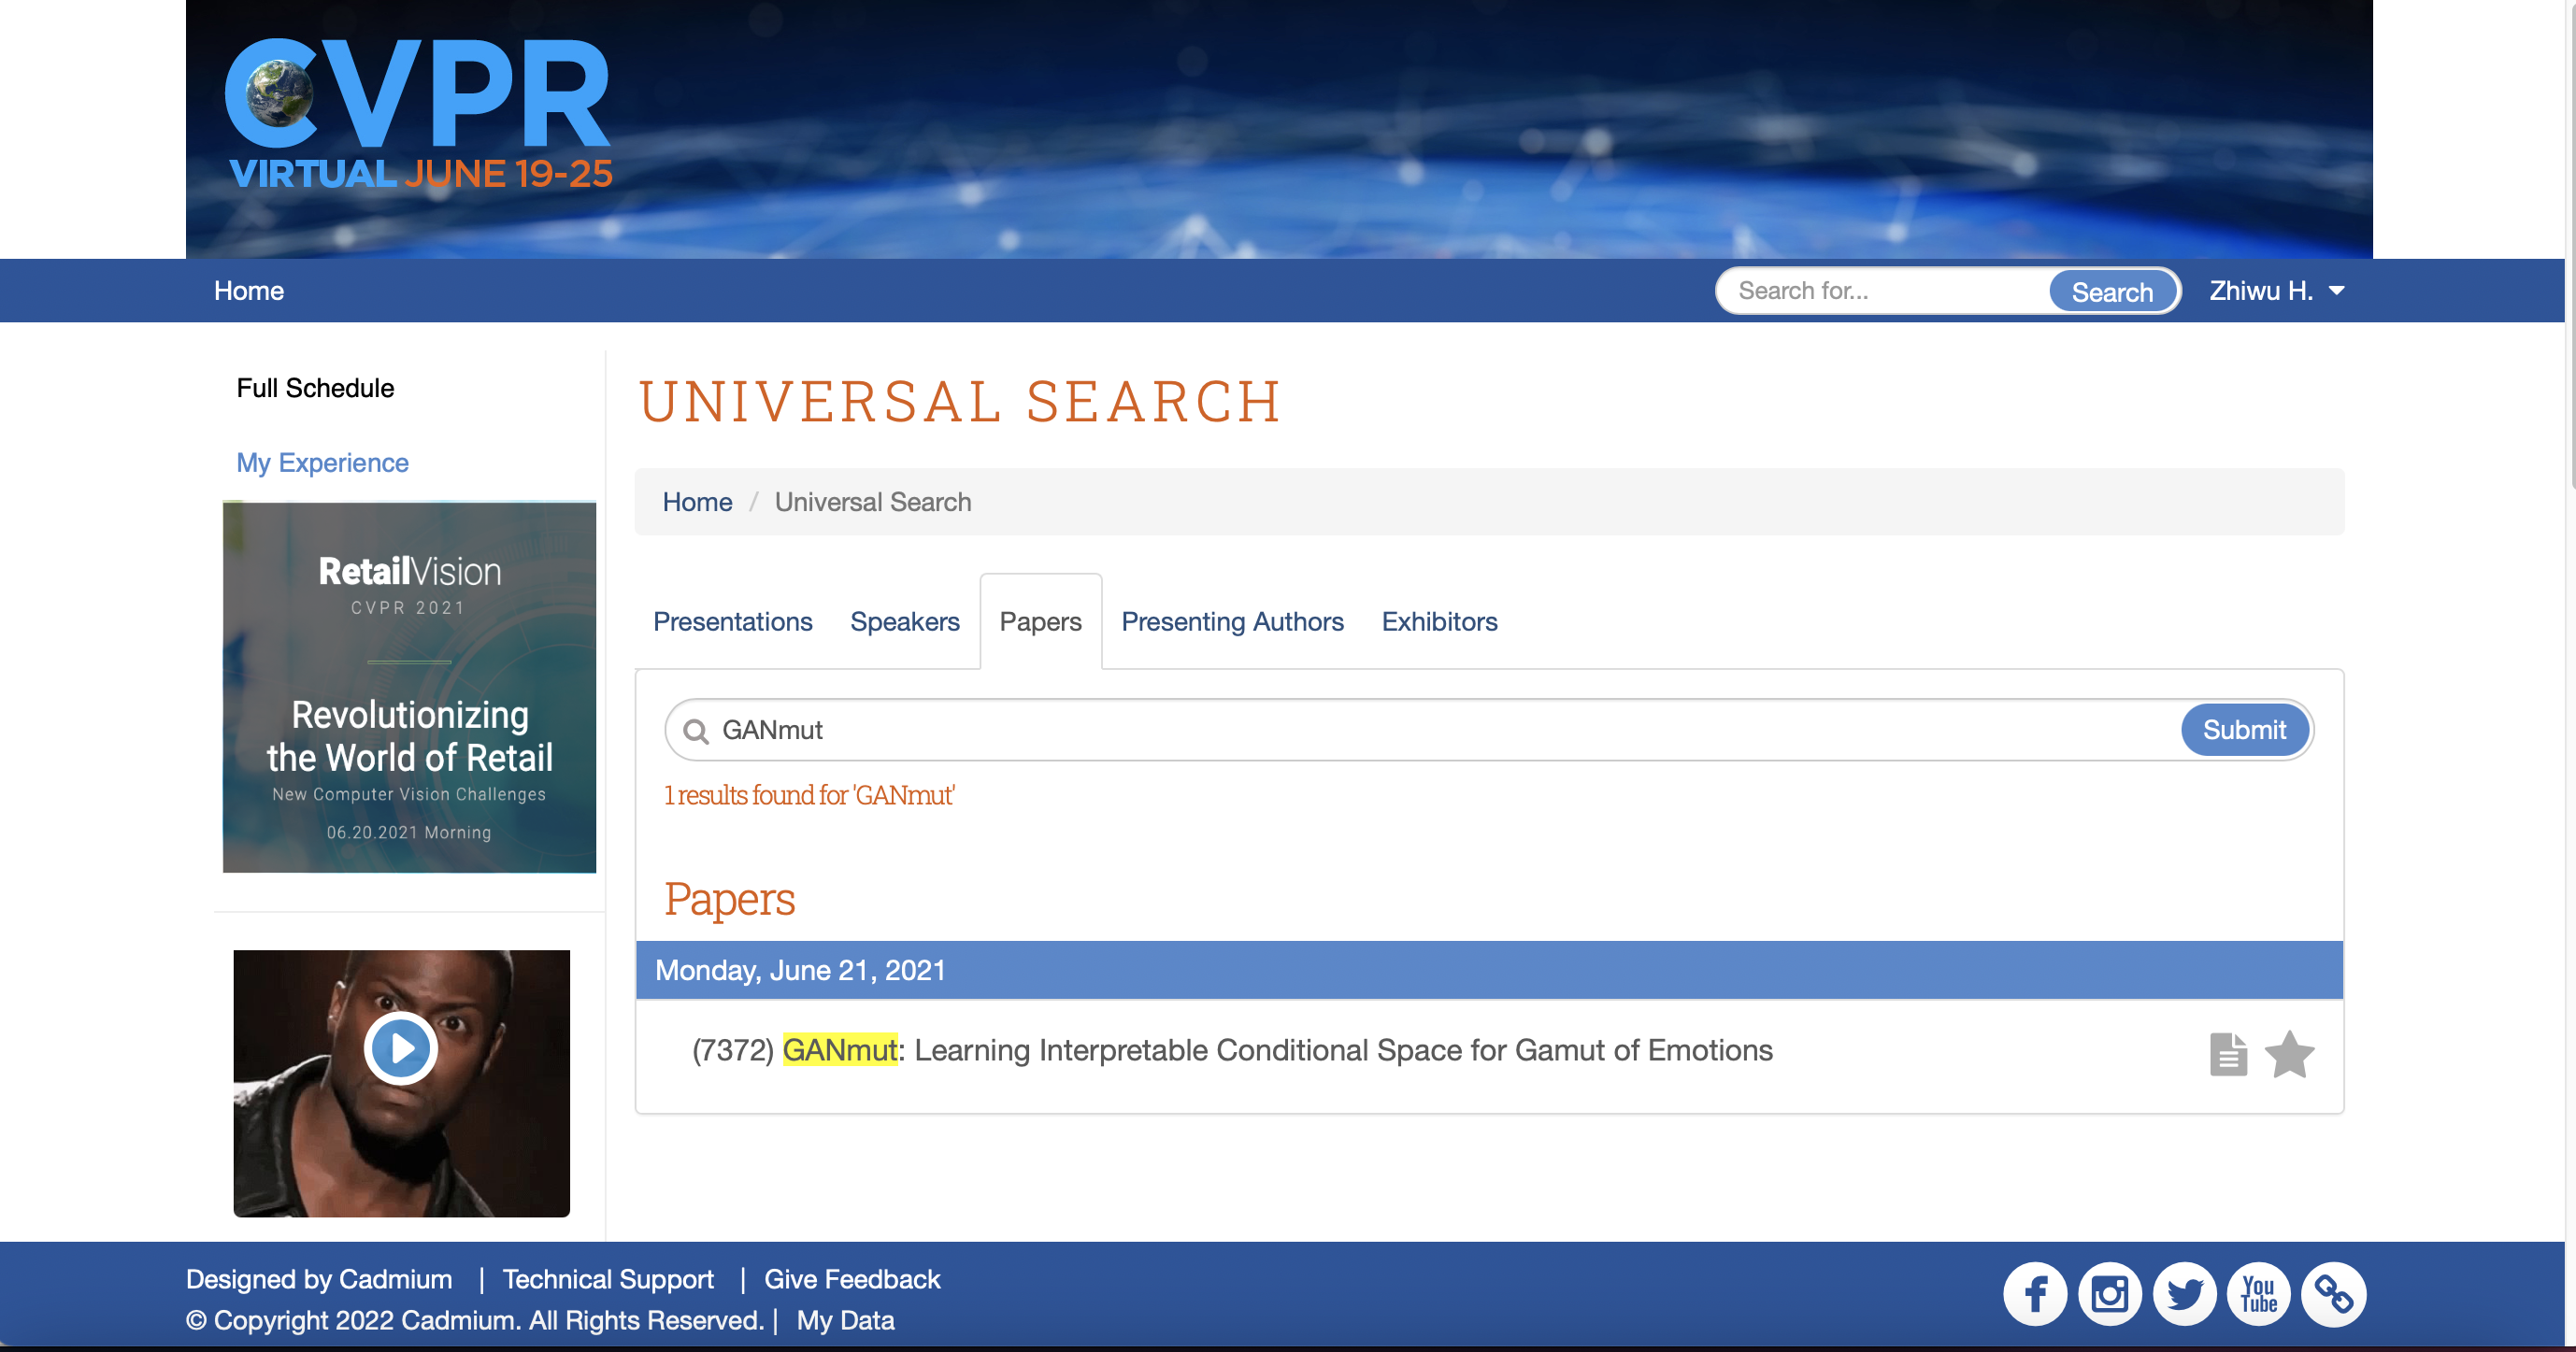 CVPR
VIRTUAL JUNE 19-25
Home
Search for...
Search
Zhiwu H.
Full Schedule
My Experience
RetailVision
CVPR 2021
Revolutionizing
the World of Retail
New Computer Vision Challenges
06.20.2021 Morning
UNIVERSAL SEARCH
Home / Universal Search
Presentations
Speakers
Papers
Presenting Authors
Exhibitors
GANmut
Submit
1 results found for 'GANmut'
Papers
Monday, June 21, 2021
(7372) GANmut: Learning Interpretable Conditional Space for Gamut of Emotions
Designed by Cadmium | Technical Support | Give Feedback
© Copyright 2022 Cadmium. All Rights Reserved. | My Data
You
Tube